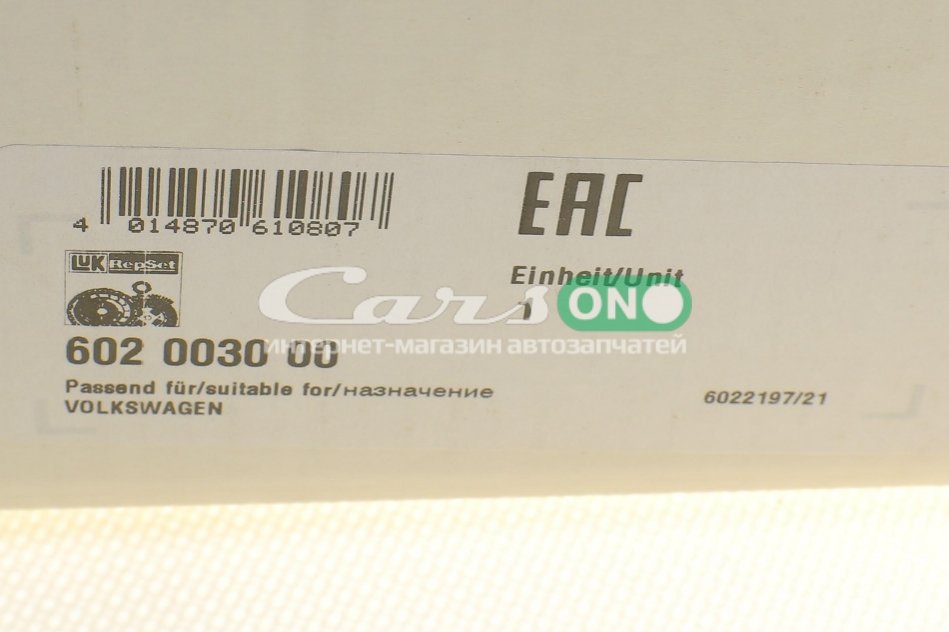 4 014870 610807
EAC
LUK RepSet
Einheit/Unit
1
Cars ONO
интернет-магазин автозапчатей
602 0030 00
Passend für/suitable for/назначение
VOLKSWAGEN
6022197/21